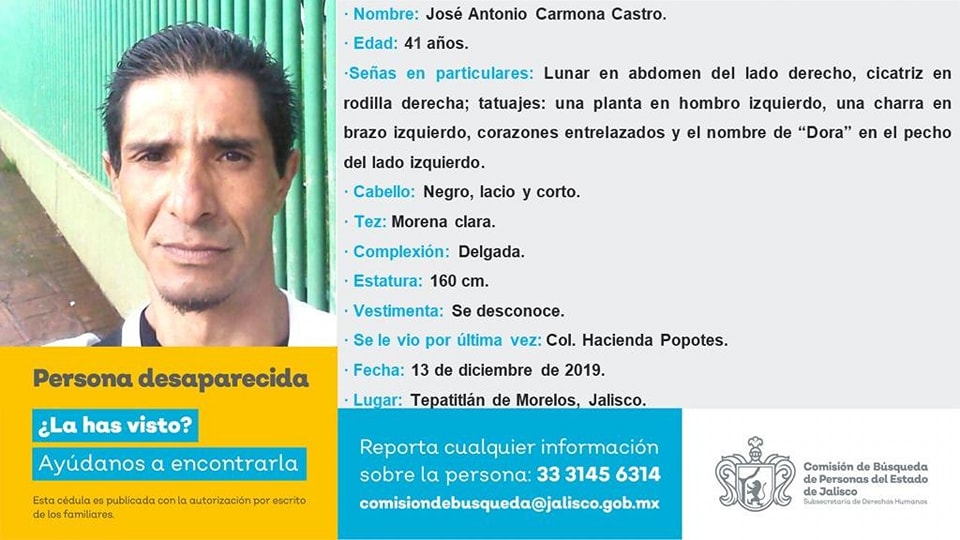 · Nombre: José Antonio Carmona Castro.
· Edad: 41 años.
·Señas en particulares: Lunar en abdomen del lado derecho, cicatriz en
rodilla derecha; tatuajes: una planta en hombro izquierdo, una charra en
brazo izquierdo, corazones entrelazados y el nombre de “Dora” en el pecho
del lado izquierdo.
· Cabello: Negro, lacio y corto.
· Tez: Morena clara.
· Complexión: Delgada.
· Estatura: 160 cm.
· Vestimenta: Se desconoce.
· Se le vio por última vez: Col. Hacienda Popotes.
· Fecha: 13 de diciembre de 2019.
· Lugar: Tepatitlán de Morelos, Jalisco.
Persona desaparecida
¿La has visto?
Ayúdanos a encontrarla
Esta cédula es publicada con la autorización por escrito
de los familiares.
Reporta cualquier información
sobre la persona: 33 3145 6314
comisiondebusqueda@jalisco.gob.mx
Comisión de Búsqueda
de Personas del Estado
de Jalisco
Subsecretaría de Derechos Humanos